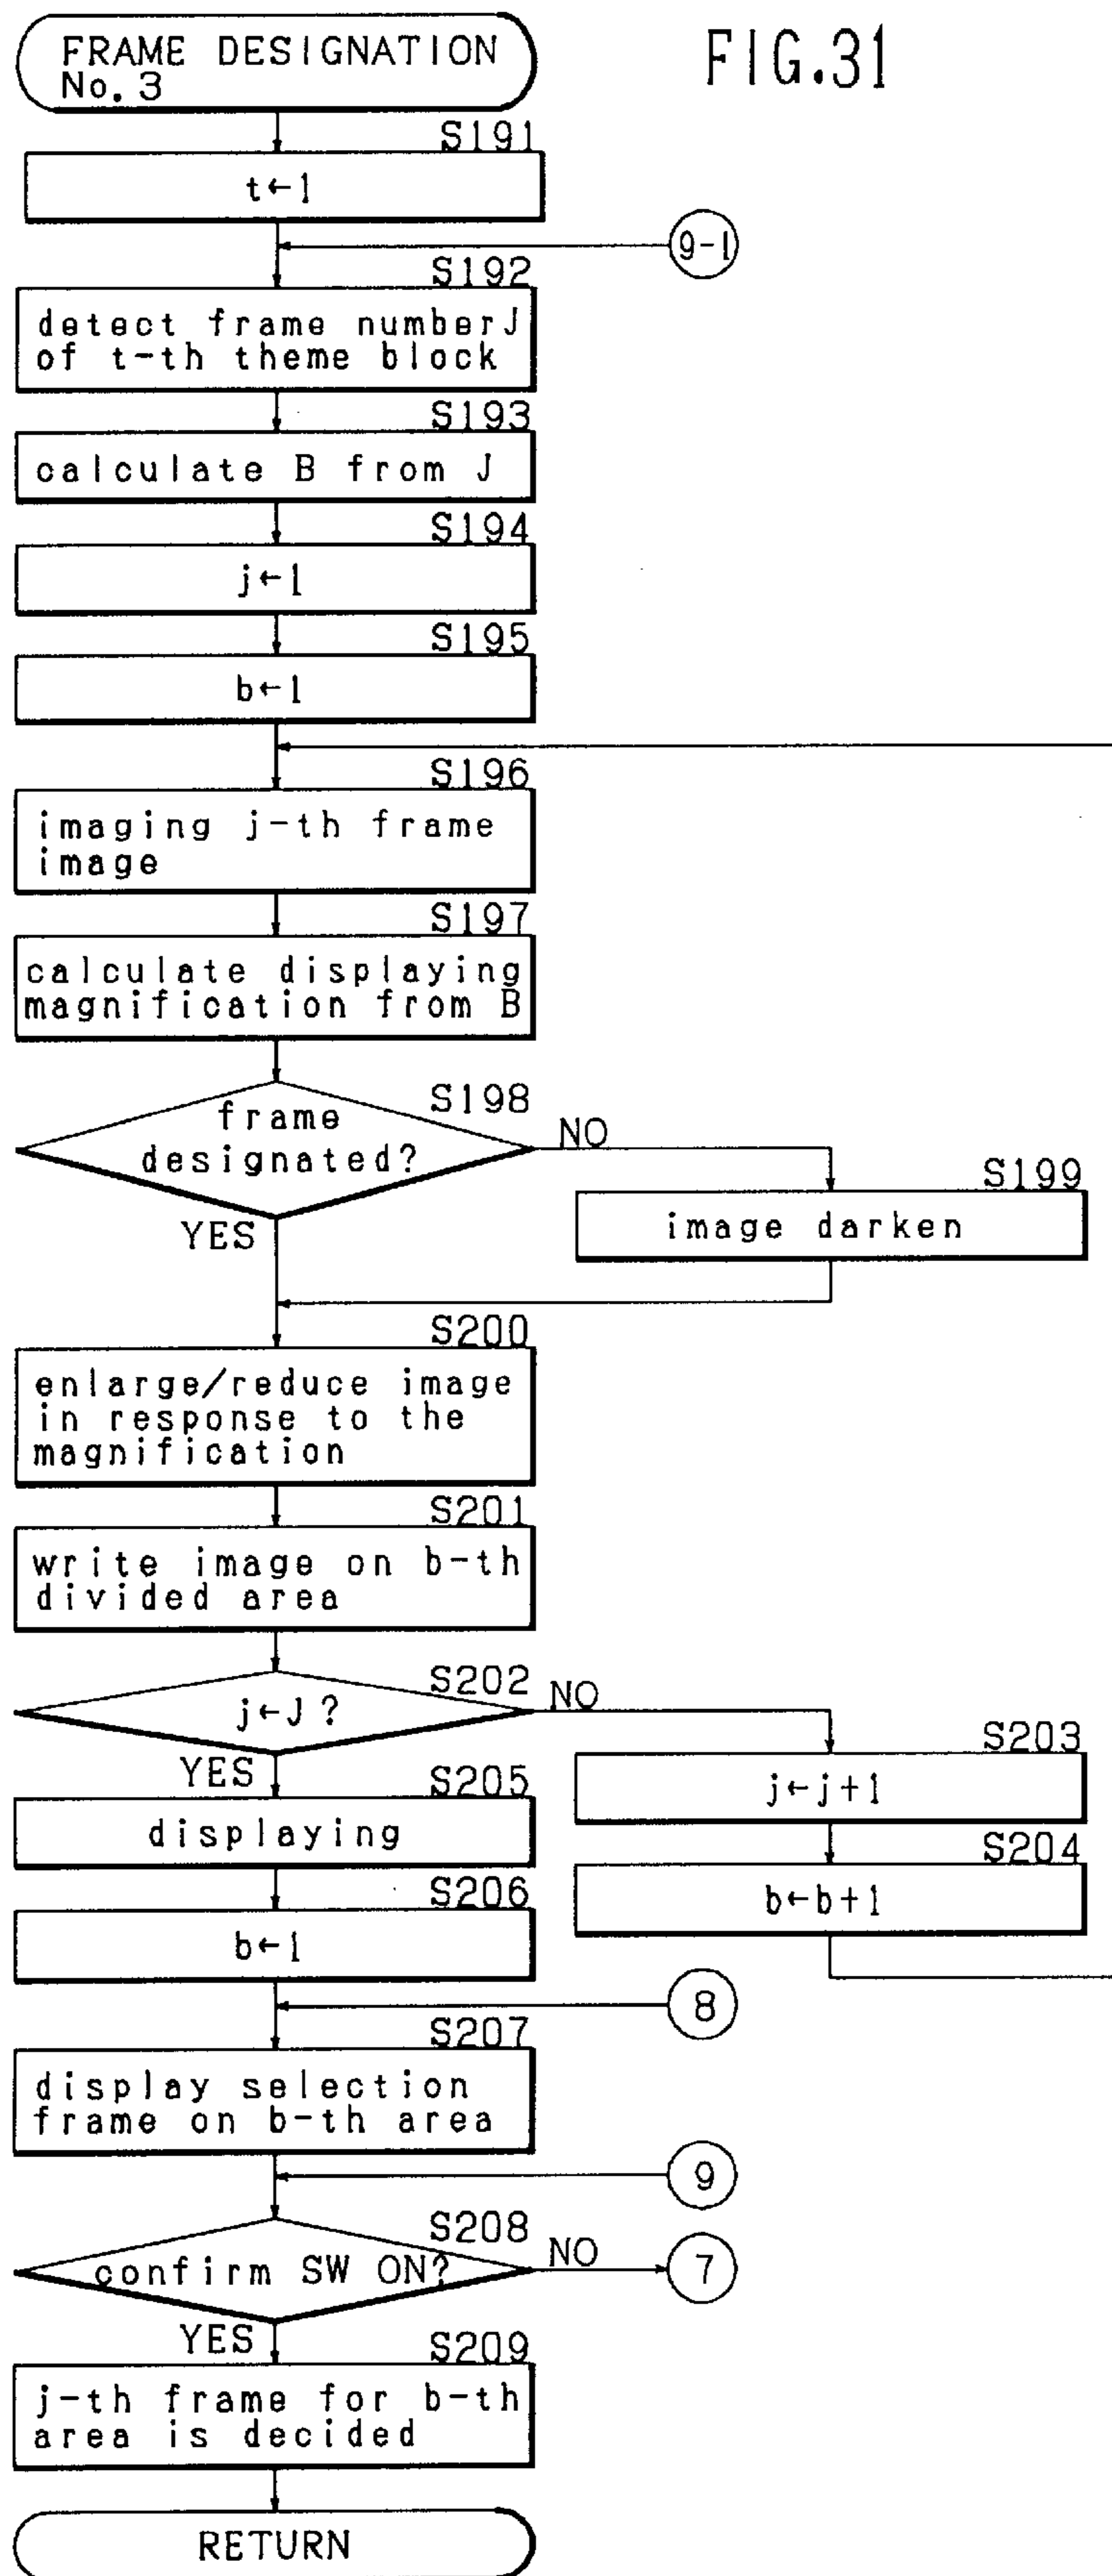 FRAME DESIGNATION
No. 3
FIG.31
S191
t←1
9-1
S192
detect frame numberJ
of t-th theme block
S193
calculate B from J
S194
j←1
S195
b←1
S196
imaging j-th frame
image
S197
calculate displaying
magnification from B
S198
frame
designated?
NO
YES
S199
image darken
S200
enlarge/reduce image
in response to the
magnification
S201
write image on b-th
divided area
S202
j←J?
NO
YES
S203
j←j+1
S204
b←b+1
S205
displaying
S206
b←1
8
S207
display selection
frame on b-th area
9
S208
confirm SW ON?
NO
7
YES
S209
j-th frame for b-th
area is decided
RETURN